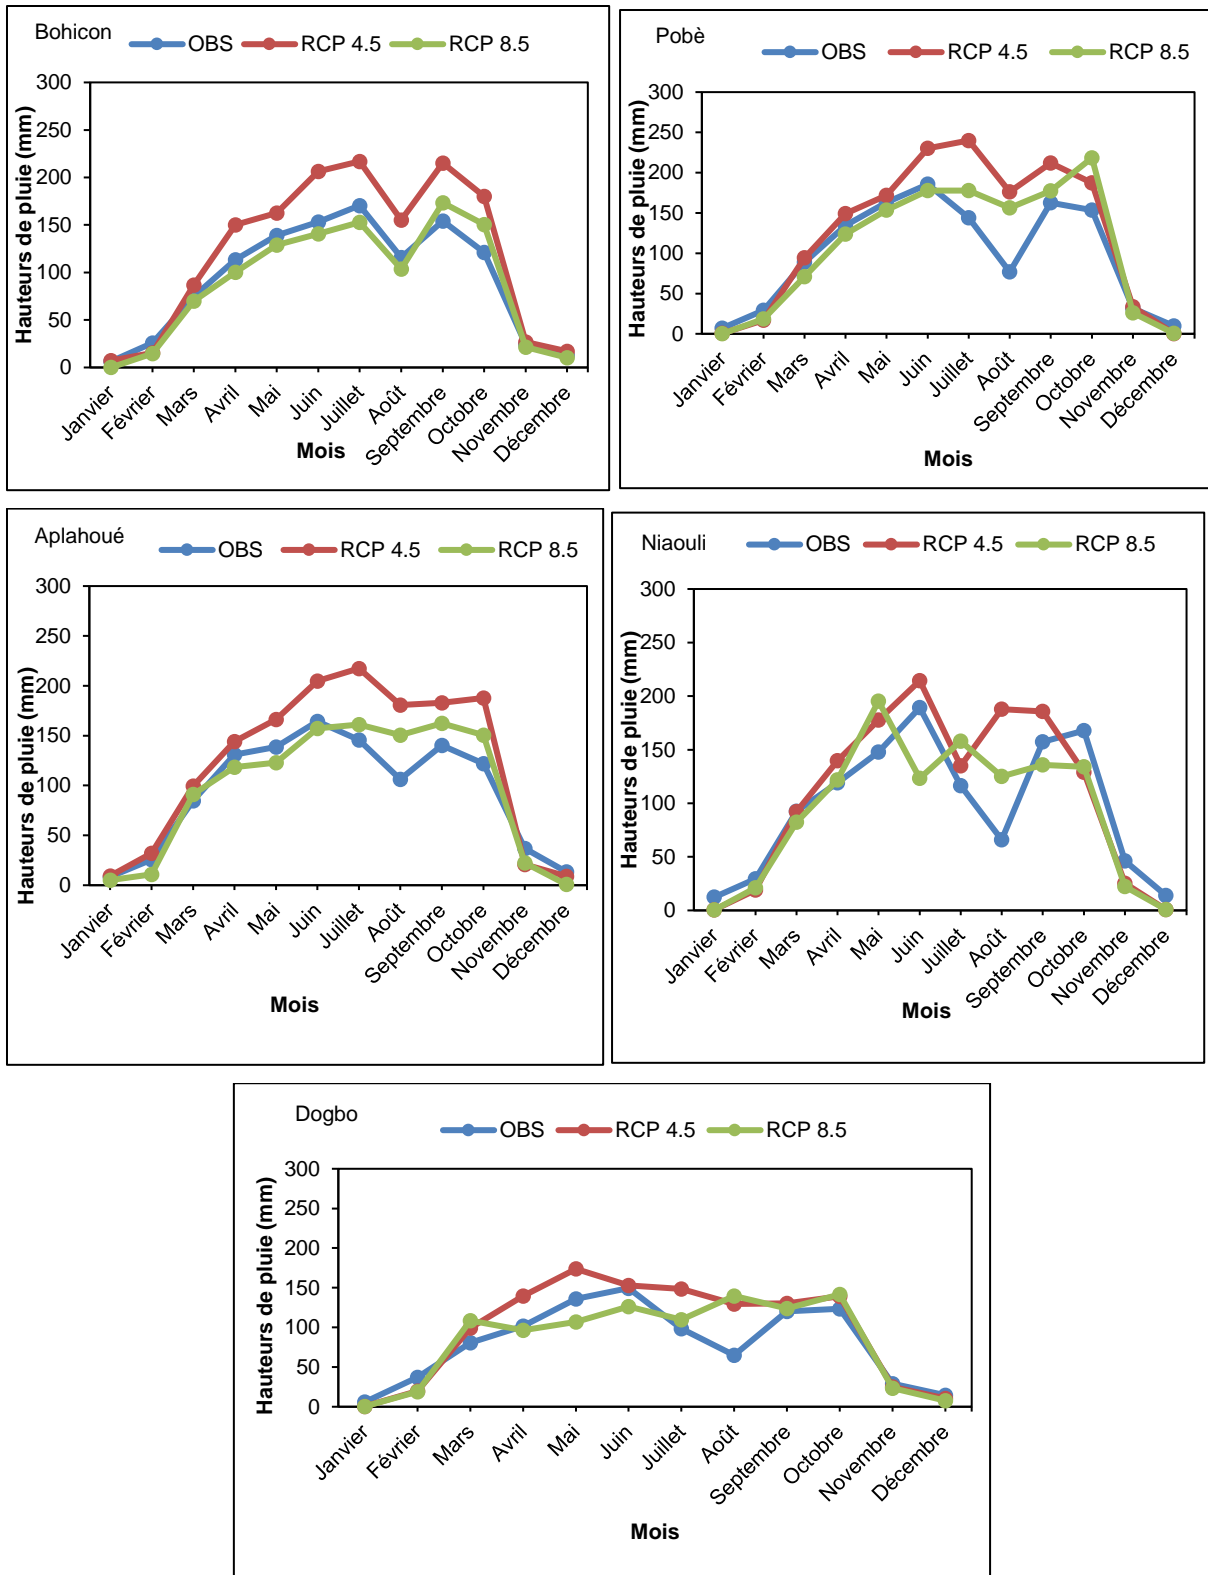 Bohicon
OBS RCP 4.5 RCP 8.5
Hauteurs de pluie (mm)
300
250
200
150
100
50
0
Janvier Février Mars Avril Mai Juin Juillet Août Septembre Octobre Novembre Décembre
Mois
Pobè
OBS RCP 4.5 RCP 8.5
Hauteurs de pluie (mm)
300
250
200
150
100
50
0
Janvier Février Mars Avril Mai Juin Juillet Août Septembre Octobre Novembre Décembre
Mois
Aplahoué
OBS RCP 4.5 RCP 8.5
Hauteurs de pluie (mm)
300
250
200
150
100
50
0
Janvier Février Mars Avril Mai Juin Juillet Août Septembre Octobre Novembre Décembre
Mois
Niaouli
OBS RCP 4.5 RCP 8.5
Hauteurs de pluie (mm)
300
250
200
150
100
50
0
Janvier Février Mars Avril Mai Juin Juillet Août Septembre Octobre Novembre Décembre
Mois
Dogbo
OBS RCP 4.5 RCP 8.5
Hauteurs de pluie (mm)
300
250
200
150
100
50
0
Janvier Février Mars Avril Mai Juin Juillet Août Septembre Octobre Novembre Décembre
Mois